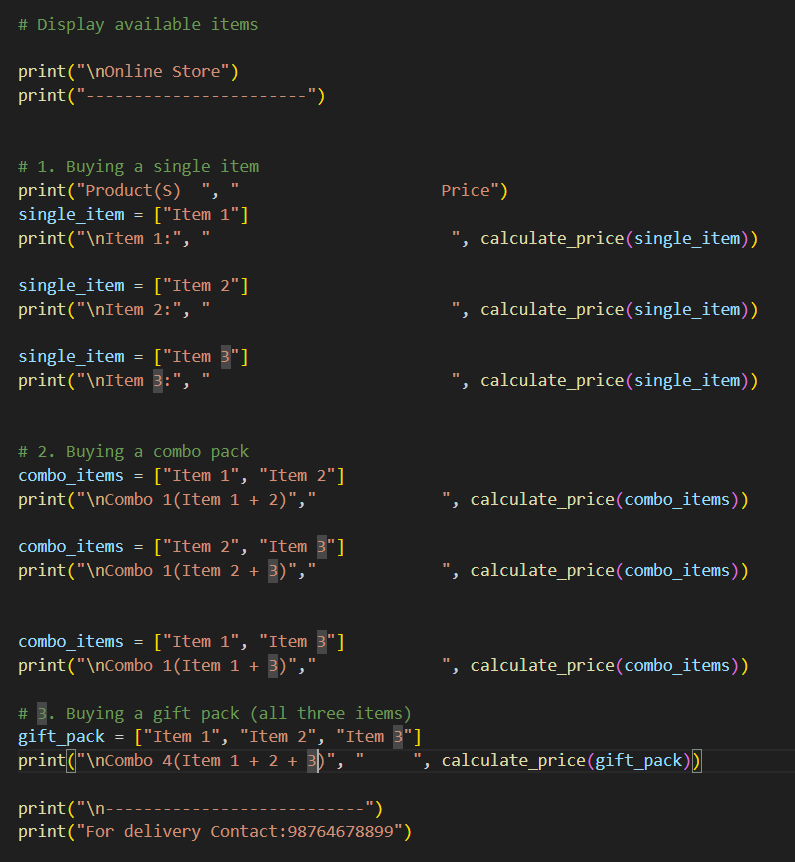 # Display available items
print("\nOnline Store")
print("-----------------------")
# 1. Buying a single item
print("Product(S)  ", "                     Price")
single_item = ["Item 1"]
print("\nItem 1:", "                         ", calculate_price(single_item))
single_item = ["Item 2"]
print("\nItem 2:", "                         ", calculate_price(single_item))
single_item = ["Item 3"]
print("\nItem 3:", "                         ", calculate_price(single_item))
# 2. Buying a combo pack
combo_items = ["Item 1", "Item 2"]
print("\nCombo 1(Item 1 + 2)","             ", calculate_price(combo_items))
combo_items = ["Item 2", "Item 3"]
print("\nCombo 1(Item 2 + 3)","             ", calculate_price(combo_items))
combo_items = ["Item 1", "Item 3"]
print("\nCombo 1(Item 1 + 3)","             ", calculate_price(combo_items))
# 3. Buying a gift pack (all three items)
gift_pack = ["Item 1", "Item 2", "Item 3"]
print("\nCombo 4(Item 1 + 2 + 3)", "     ", calculate_price(gift_pack))
print("\n---------------------------")
print("For delivery Contact:98764678899")